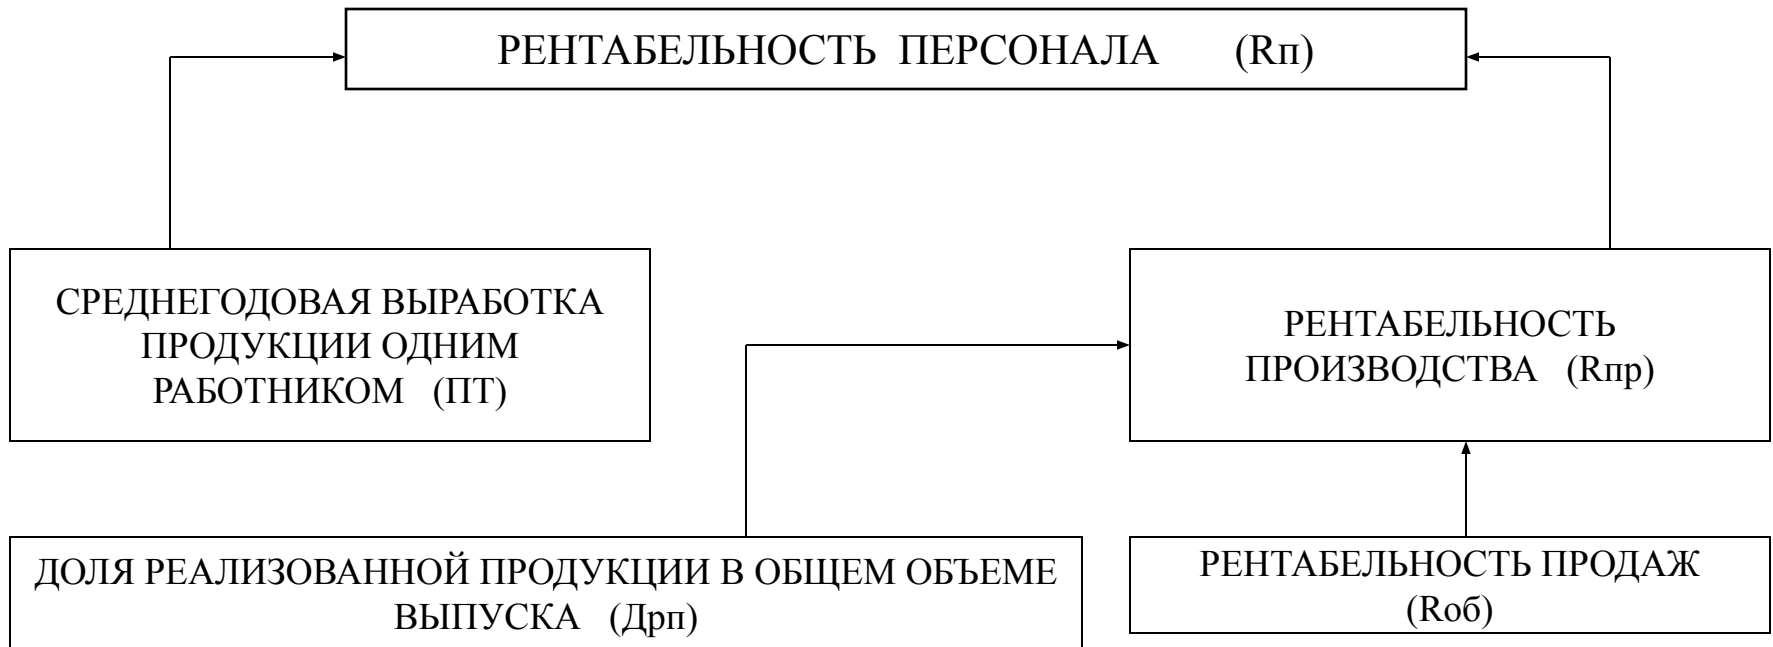 РЕНТАБЕЛЬНОСТЬ ПЕРСОНАЛА (Rп)
СРЕДНЕГОДОВАЯ ВЫРАБОТКА
ПРОДУКЦИИ ОДНИМ
РАБОТНИКОМ (ПТ)
РЕНТАБЕЛЬНОСТЬ
ПРОИЗВОДСТВА (Rпр)
ДОЛЯ РЕАЛИЗОВАННОЙ ПРОДУКЦИИ В ОБЩЕМ ОБЪЕМЕ
ВЫПУСКА (Дрп)
РЕНТАБЕЛЬНОСТЬ ПРОДАЖ
(Rоб)